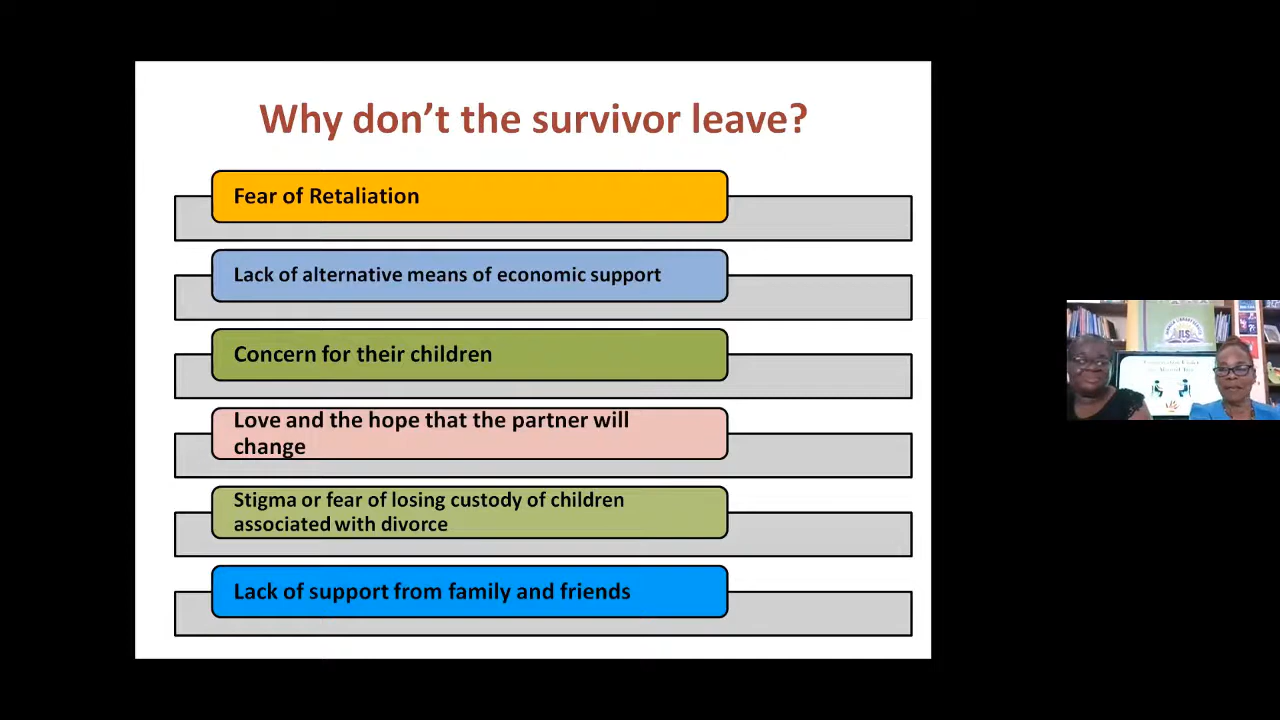 Why don't the survivor leave?
Fear of Retaliation
Lack of alternative means of economic support
Concern for their children
Love and the hope that the partner will
change
Stigma or fear of losing custody of children
associated with divorce
Lack of support from family and friends
JLS